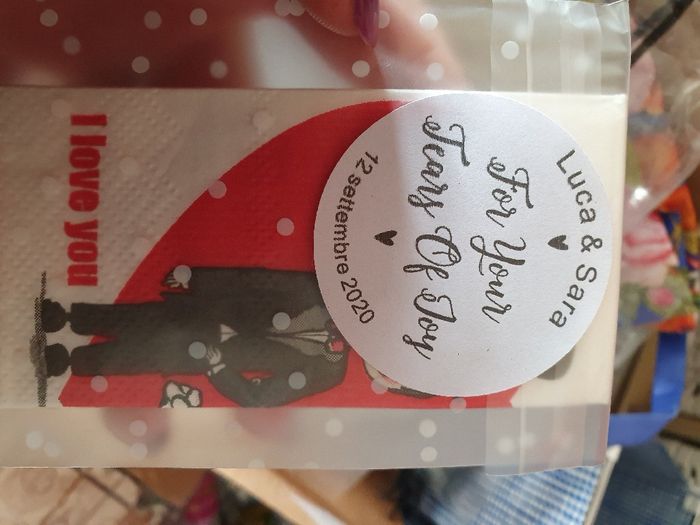 Luca & Sara
For Your
Tears Of Joy
12 settembre 2020
I love you